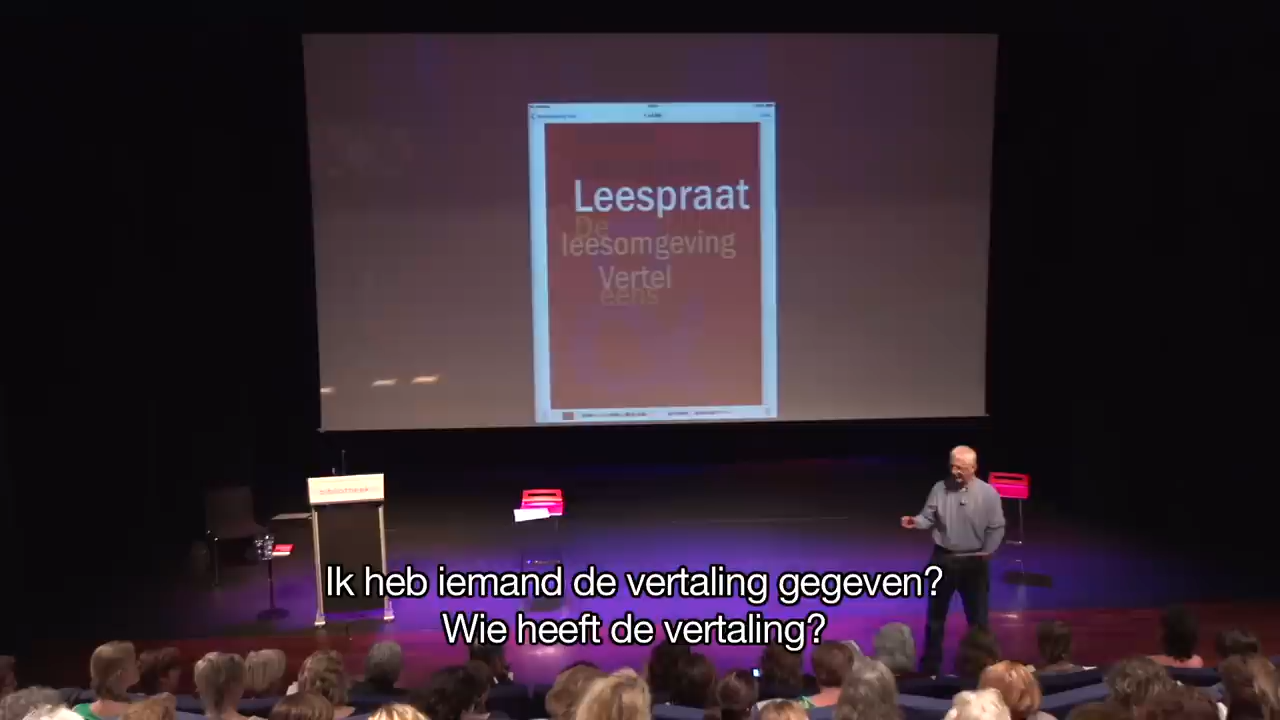 Leespraat
De
leesomgeving
Vertel
eens
Ik heb iemand de vertaling gegeven?
Wie heeft de vertaling?